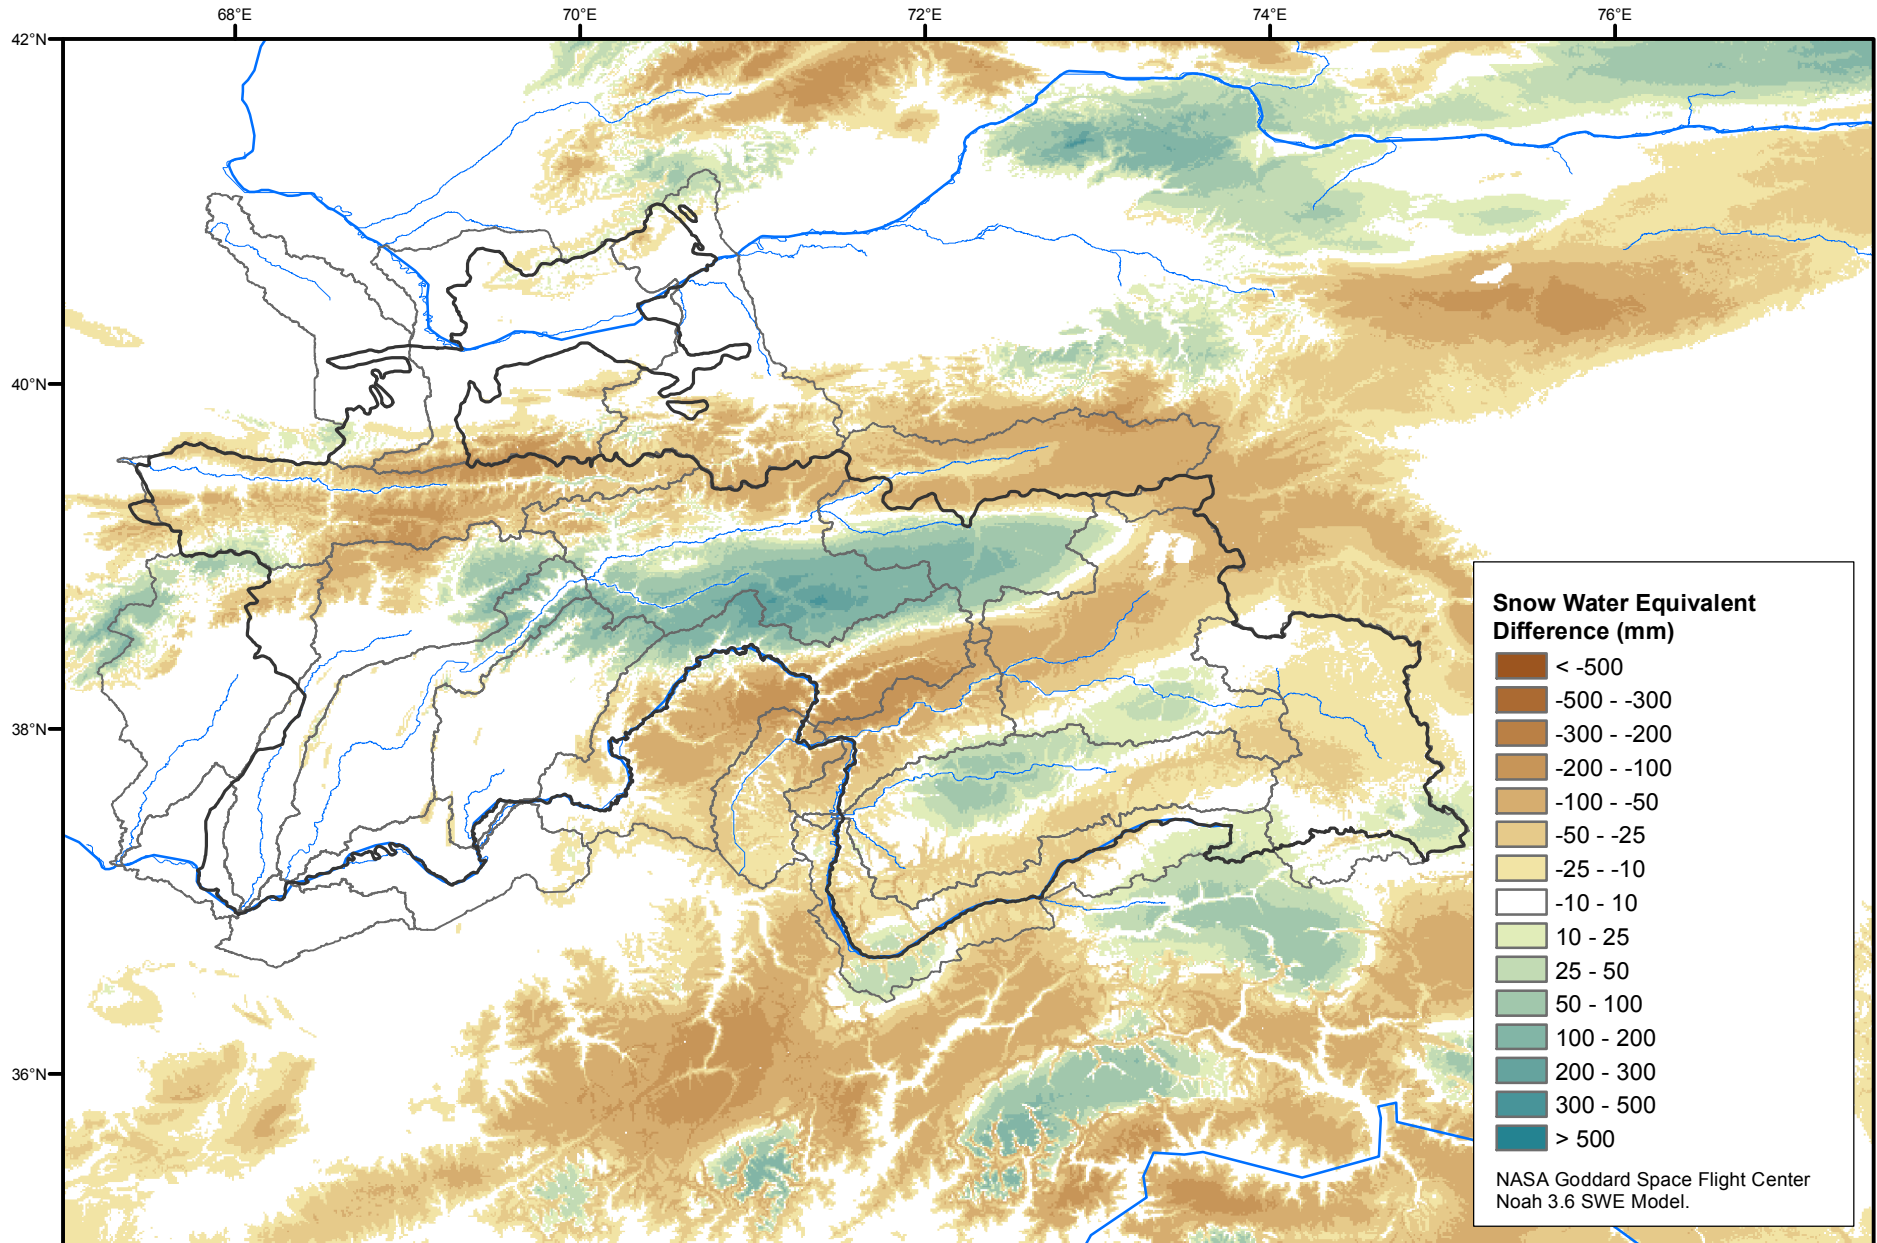 68°E 70°E 72°E 74°E 76°E
42°N
40°N
38°N
36°N
Snow Water Equivalent
Difference (mm)
< -500
-500 - -300
-300 - -200
-200 - -100
-100 - -50
-50 - -25
-25 - -10
-10 - 10
10 - 25
25 - 50
50 - 100
100 - 200
200 - 300
300 - 500
> 500
NASA Goddard Space Flight Center
Noah 3.6 SWE Model.